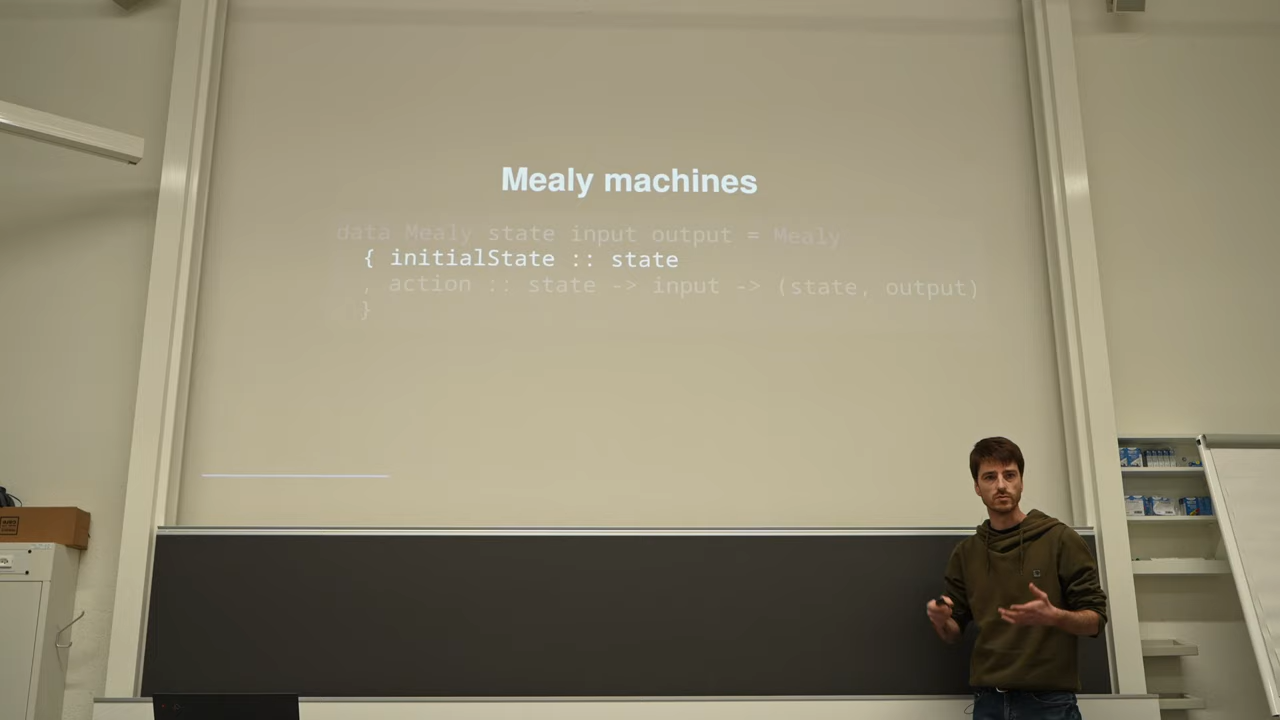 Mealy machines
data Mealy state input output = Mealy
{ initialState :: state
, action :: state -> input -> (state, output)
}